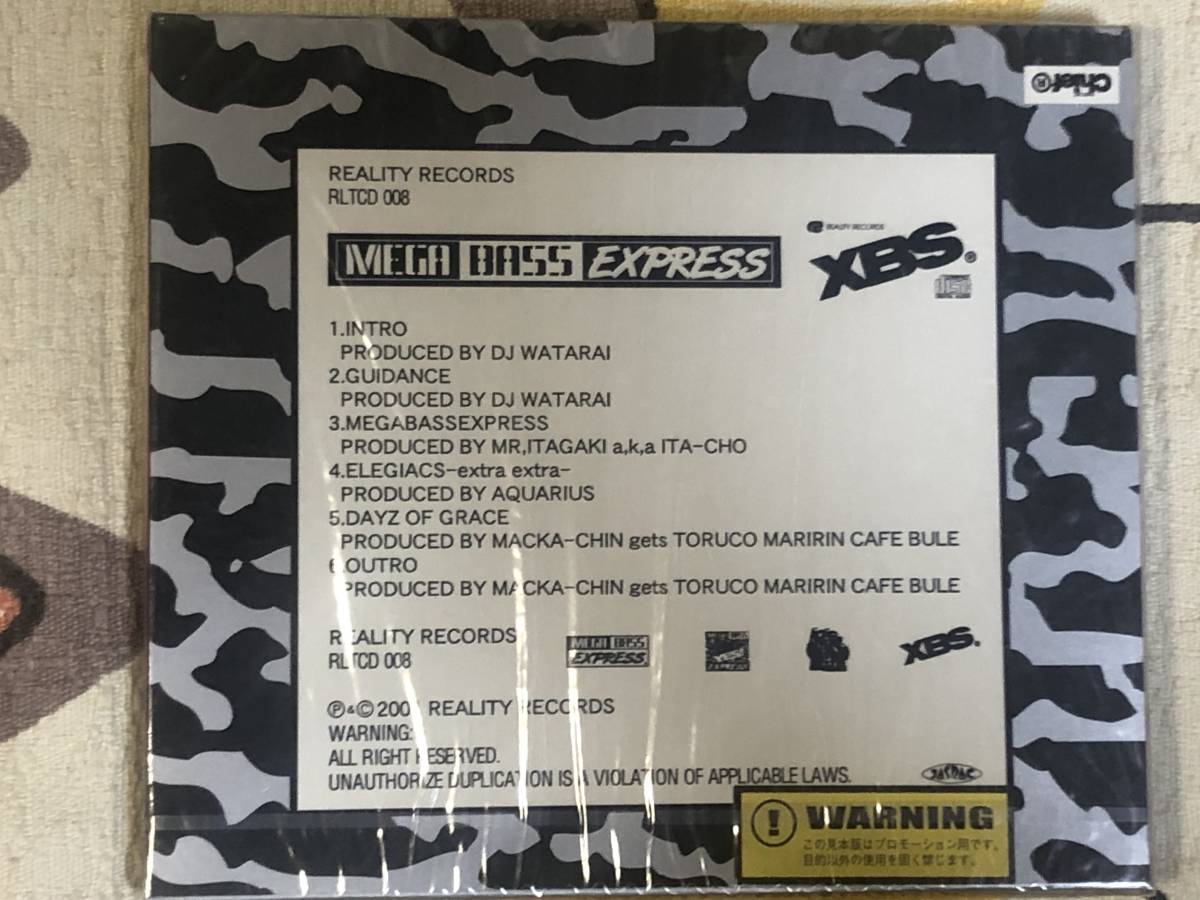 Chief®
REALITY RECORDS
RLTCD 008
MEGA BASS EXPRESS
REALITY RECORDS
XBS®
1.INTRO
PRODUCED BY DJ WATARAI
2.GUIDANCE
PRODUCED BY DJ WATARAI
3.MEGABASSEXPRESS
PRODUCED BY MR,ITAGAKI a,k,a ITA-CHO
4.ELEGIACS-extra extra-
PRODUCED BY AQUARIUS
5.DAYZ OF GRACE
PRODUCED BY MACKA-CHIN gets TORUCO MARIRIN CAFE BULE
6.OUTRO
PRODUCED BY MACKA-CHIN gets TORUCO MARIRIN CAFE BULE
REALITY RECORDS
RLTCD 008
MEGA BASS
EXPRESS
XBS.
℗&© REALITY RECORDS
WARNING:
ALL RIGHT RESERVED.
UNAUTHORIZE DUPLICATION IS A VIOLATION OF APPLICABLE LAWS.
JASRAC
! WARNING
この見本版はプロモーション用です。
目的以外の使用を固く禁じます。